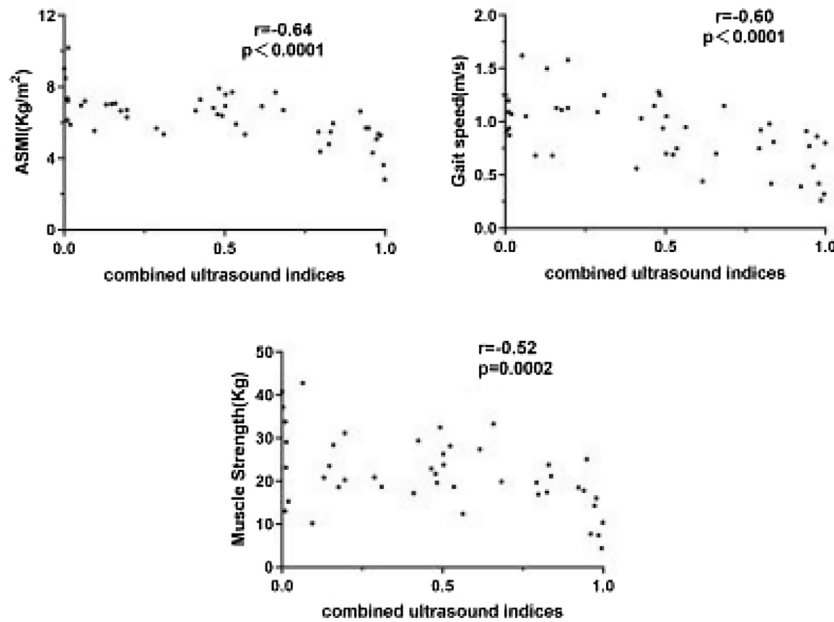 r=-0.64
p＜0.0001
12
8
4
0
ASMI(Kg/m²)
0.0 0.5 1.0
combined ultrasound indices
r=-0.60
p＜0.0001
2.0
1.5
1.0
0.5
0.0
Gait speed(m/s)
0.0 0.5 1.0
combined ultrasound indices
r=-0.52
p=0.0002
50
40
30
20
10
0
Muscle Strength(Kg)
0.0 0.5 1.0
combined ultrasound indices